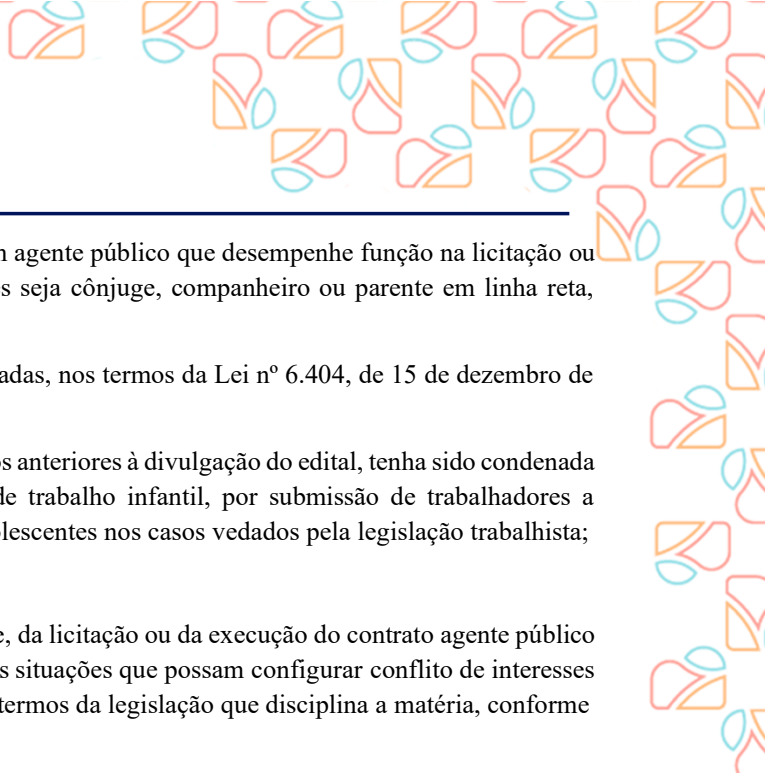 agente público que desempenhe função na licitação ou
seja cônjuge, companheiro ou parente em linha reta,
adas, nos termos da Lei nº 6.404, de 15 de dezembro de
s anteriores à divulgação do edital, tenha sido condenada
de trabalho infantil, por submissão de trabalhadores a
lescentes nos casos vedados pela legislação trabalhista;
e, da licitação ou da execução do contrato agente público
s situações que possam configurar conflito de interesses
termos da legislação que disciplina a matéria, conforme